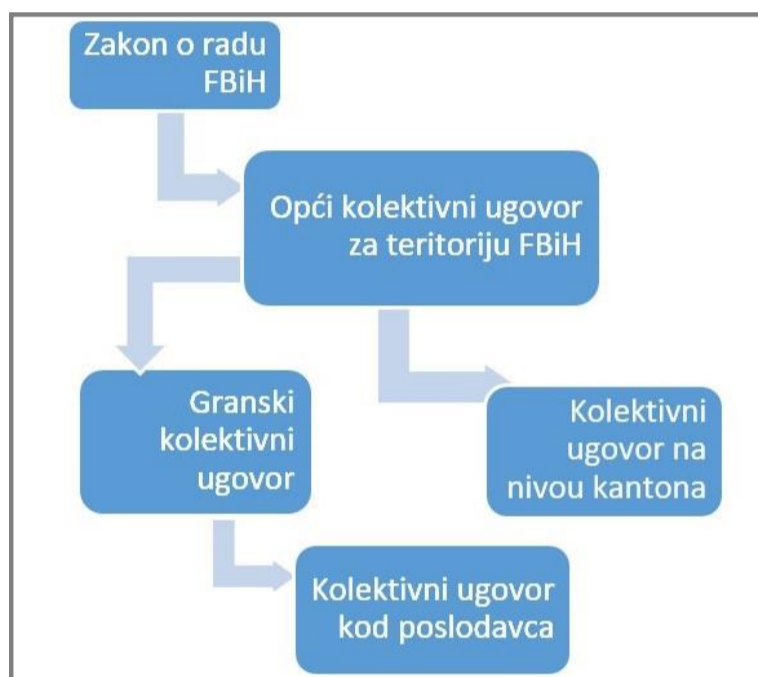 Zakon o radu
FBiH
Opći kolektivni ugovor
za teritoriju FBiH
Granski
kolektivni
ugovor
Kolektivni
ugovor na
nivou kantona
Kolektivni ugovor
kod poslodavca